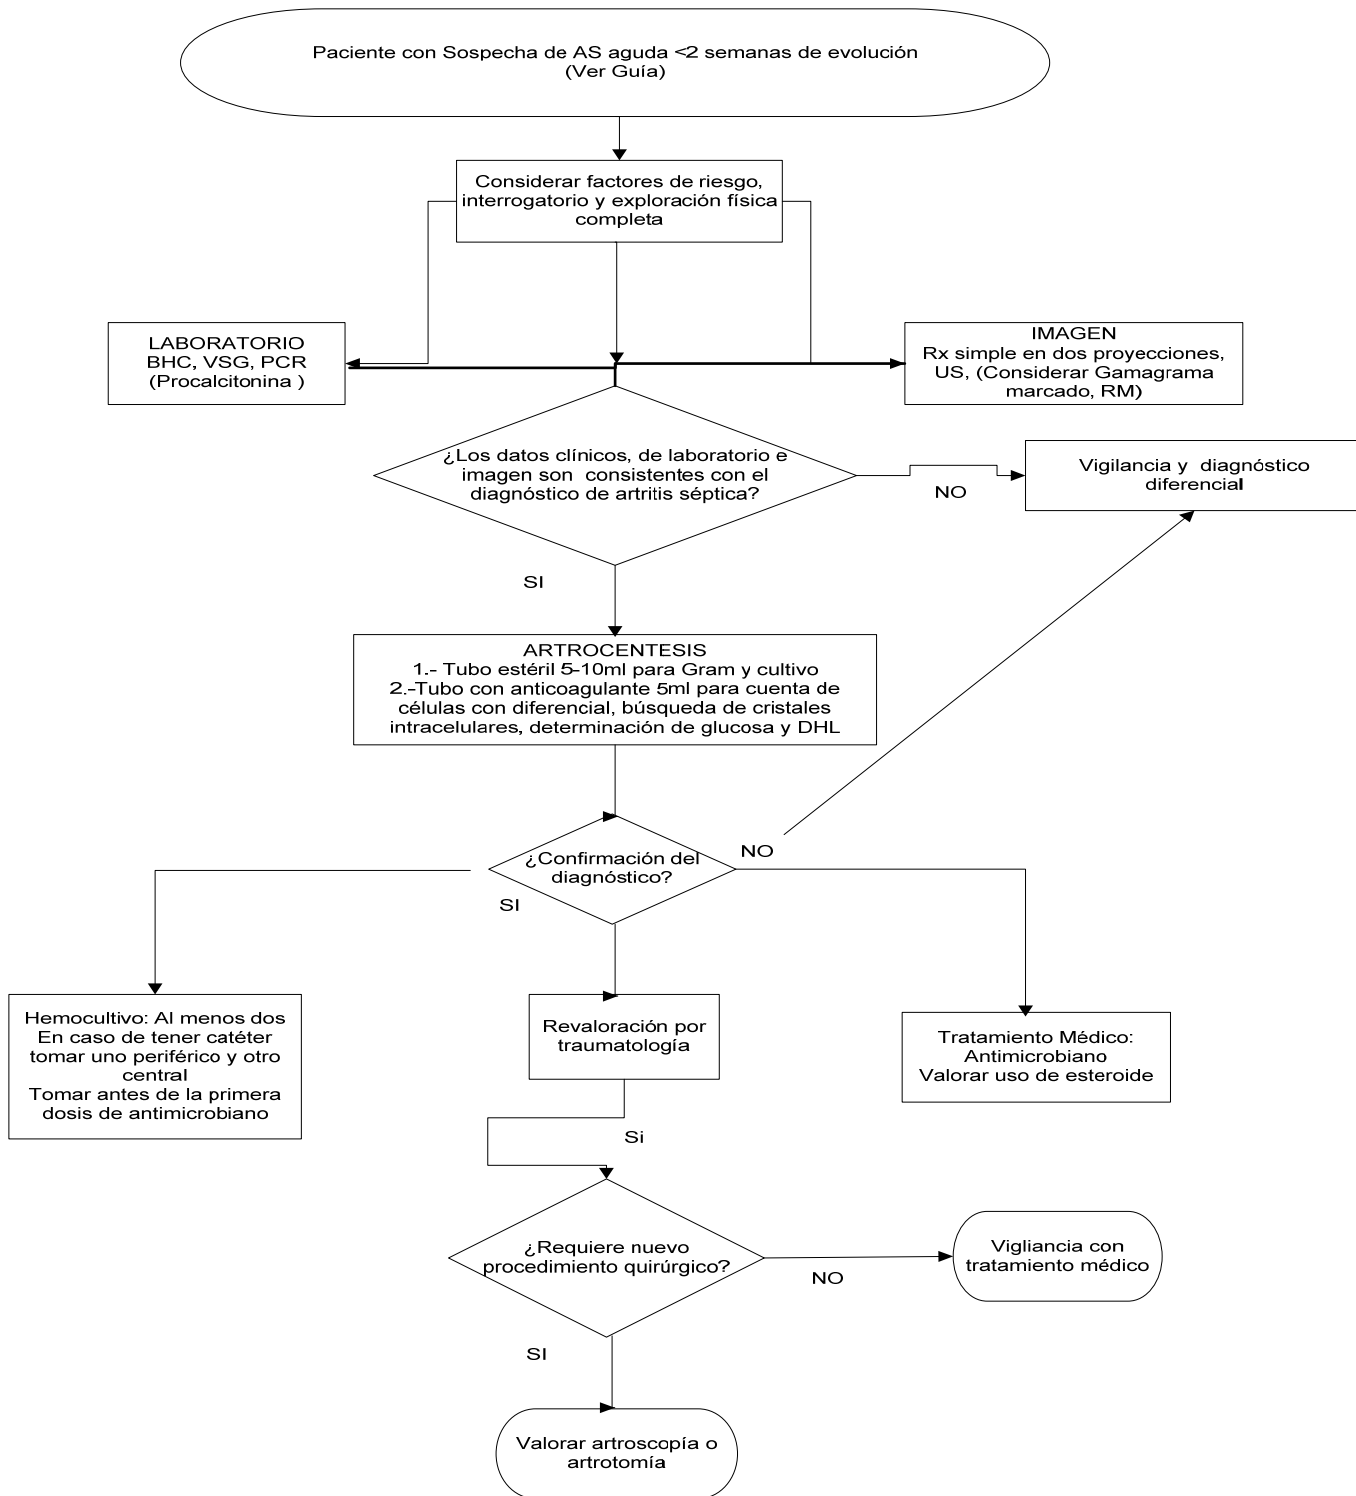 Paciente con Sospecha de AS aguda <2 semanas de evolución
(Ver Guía)
Considerar factores de riesgo,
interrogatorio y exploración física
completa
LABORATORIO
BHC, VSG, PCR
(Procalcitonina )
IMAGEN
Rx simple en dos proyecciones,
US, (Considerar Gamagrama
marcado, RM)
¿Los datos clínicos, de laboratorio e
imagen son consistentes con el
diagnóstico de artritis séptica?
NO
Vigilancia y diagnóstico
diferencial
SI
ARTROCENTESIS
1.- Tubo estéril 5-10ml para Gram y cultivo
2.-Tubo con anticoagulante 5ml para cuenta de
células con diferencial, búsqueda de cristales
intracelulares, determinación de glucosa y DHL
¿Confirmación del
diagnóstico?
NO
SI
Hemocultivo: Al menos dos
En caso de tener catéter
tomar uno periférico y otro
central
Tomar antes de la primera
dosis de antimicrobiano
Revaloración por
traumatología
Tratamiento Médico:
Antimicrobiano
Valorar uso de esteroide
Si
¿Requiere nuevo
procedimiento quirúrgico?
NO
Vigliancia con
tratamiento médico
SI
Valorar artroscopía o
artrotomía